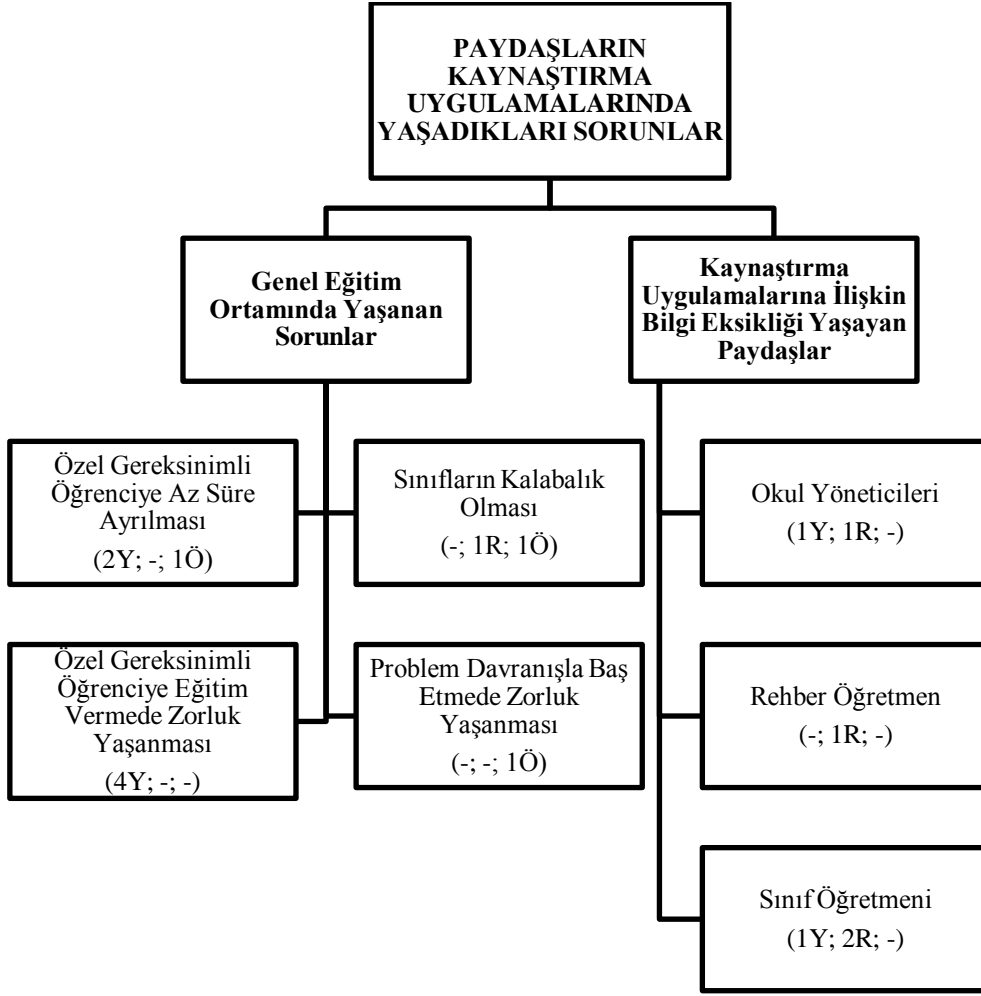 PAYDAŞLARIN
KAYNAŞTIRMA
UYGULAMALARINDA
YAŞADIKLARI SORUNLAR
Genel Eğitim
Ortamında Yaşanan
Sorunlar
Kaynaştırma
Uygulamalarına İlişkin
Bilgi Eksikliği Yaşayan
Paydaşlar
Özel Gereksinimli
Öğrenciye Az Süre
Ayrılması
(2Y; -; 1Ö)
Sınıfların Kalabalık
Olması
(-; 1R; 1Ö)
Okul Yöneticileri
(1Y; 1R; -)
Özel Gereksinimli
Öğrenciye Eğitim
Vermede Zorluk
Yaşanması
(4Y; -; -)
Problem Davranışla Baş
Etmede Zorluk
Yaşanması
(-; -; 1Ö)
Rehber Öğretmen
(-; 1R; -)
Sınıf Öğretmeni
(1Y; 2R; -)